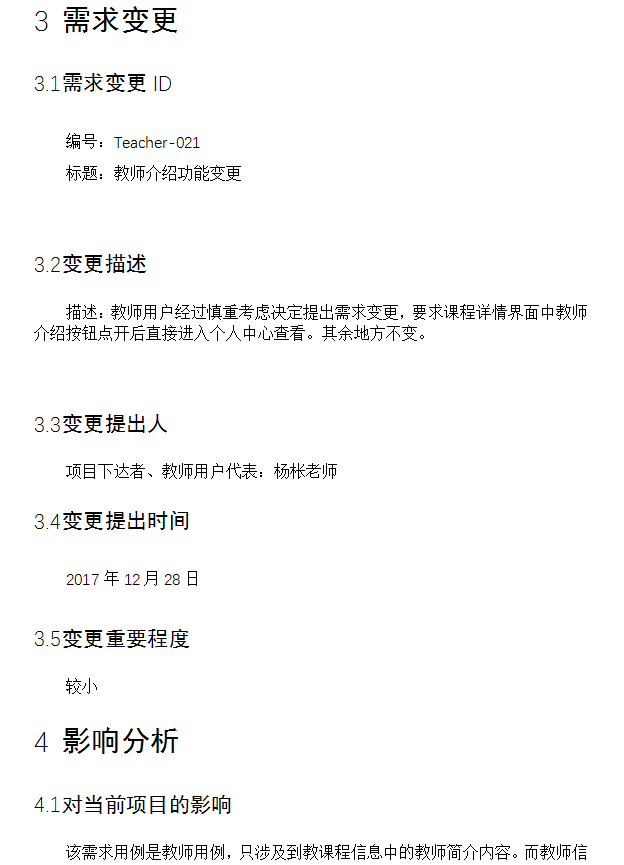 3 需求变更
3.1需求变更 ID
编号：Teacher-021
标题：教师介绍功能变更
3.2变更描述
描述：教师用户经过慎重考虑决定提出需求变更，要求课程详情界面中教师
介绍按钮点开后直接进入个人中心查看。其余地方不变。
3.3变更提出人
项目下达者、教师用户代表：杨枨老师
3.4变更提出时间
2017 年 12 月 28 日
3.5变更重要程度
较小
4 影响分析
4.1对当前项目的影响
该需求用例是教师用例，只涉及到教课程信息中的教师简介内容。而教师信